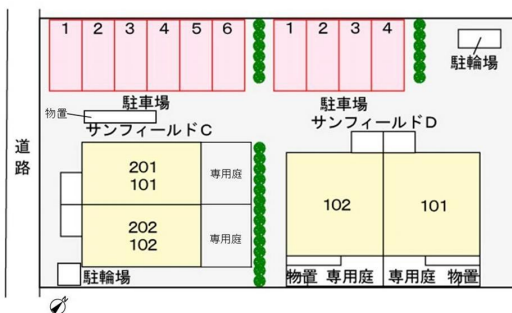 1 2 3 4 5 6
1 2 3 4
駐輪場
駐車場
駐車場
物置
サンフィールドC
サンフィールドD
道路
201
101
専用庭
202
102
専用庭
102
101
駐輪場
物置 専用庭
専用庭 物置